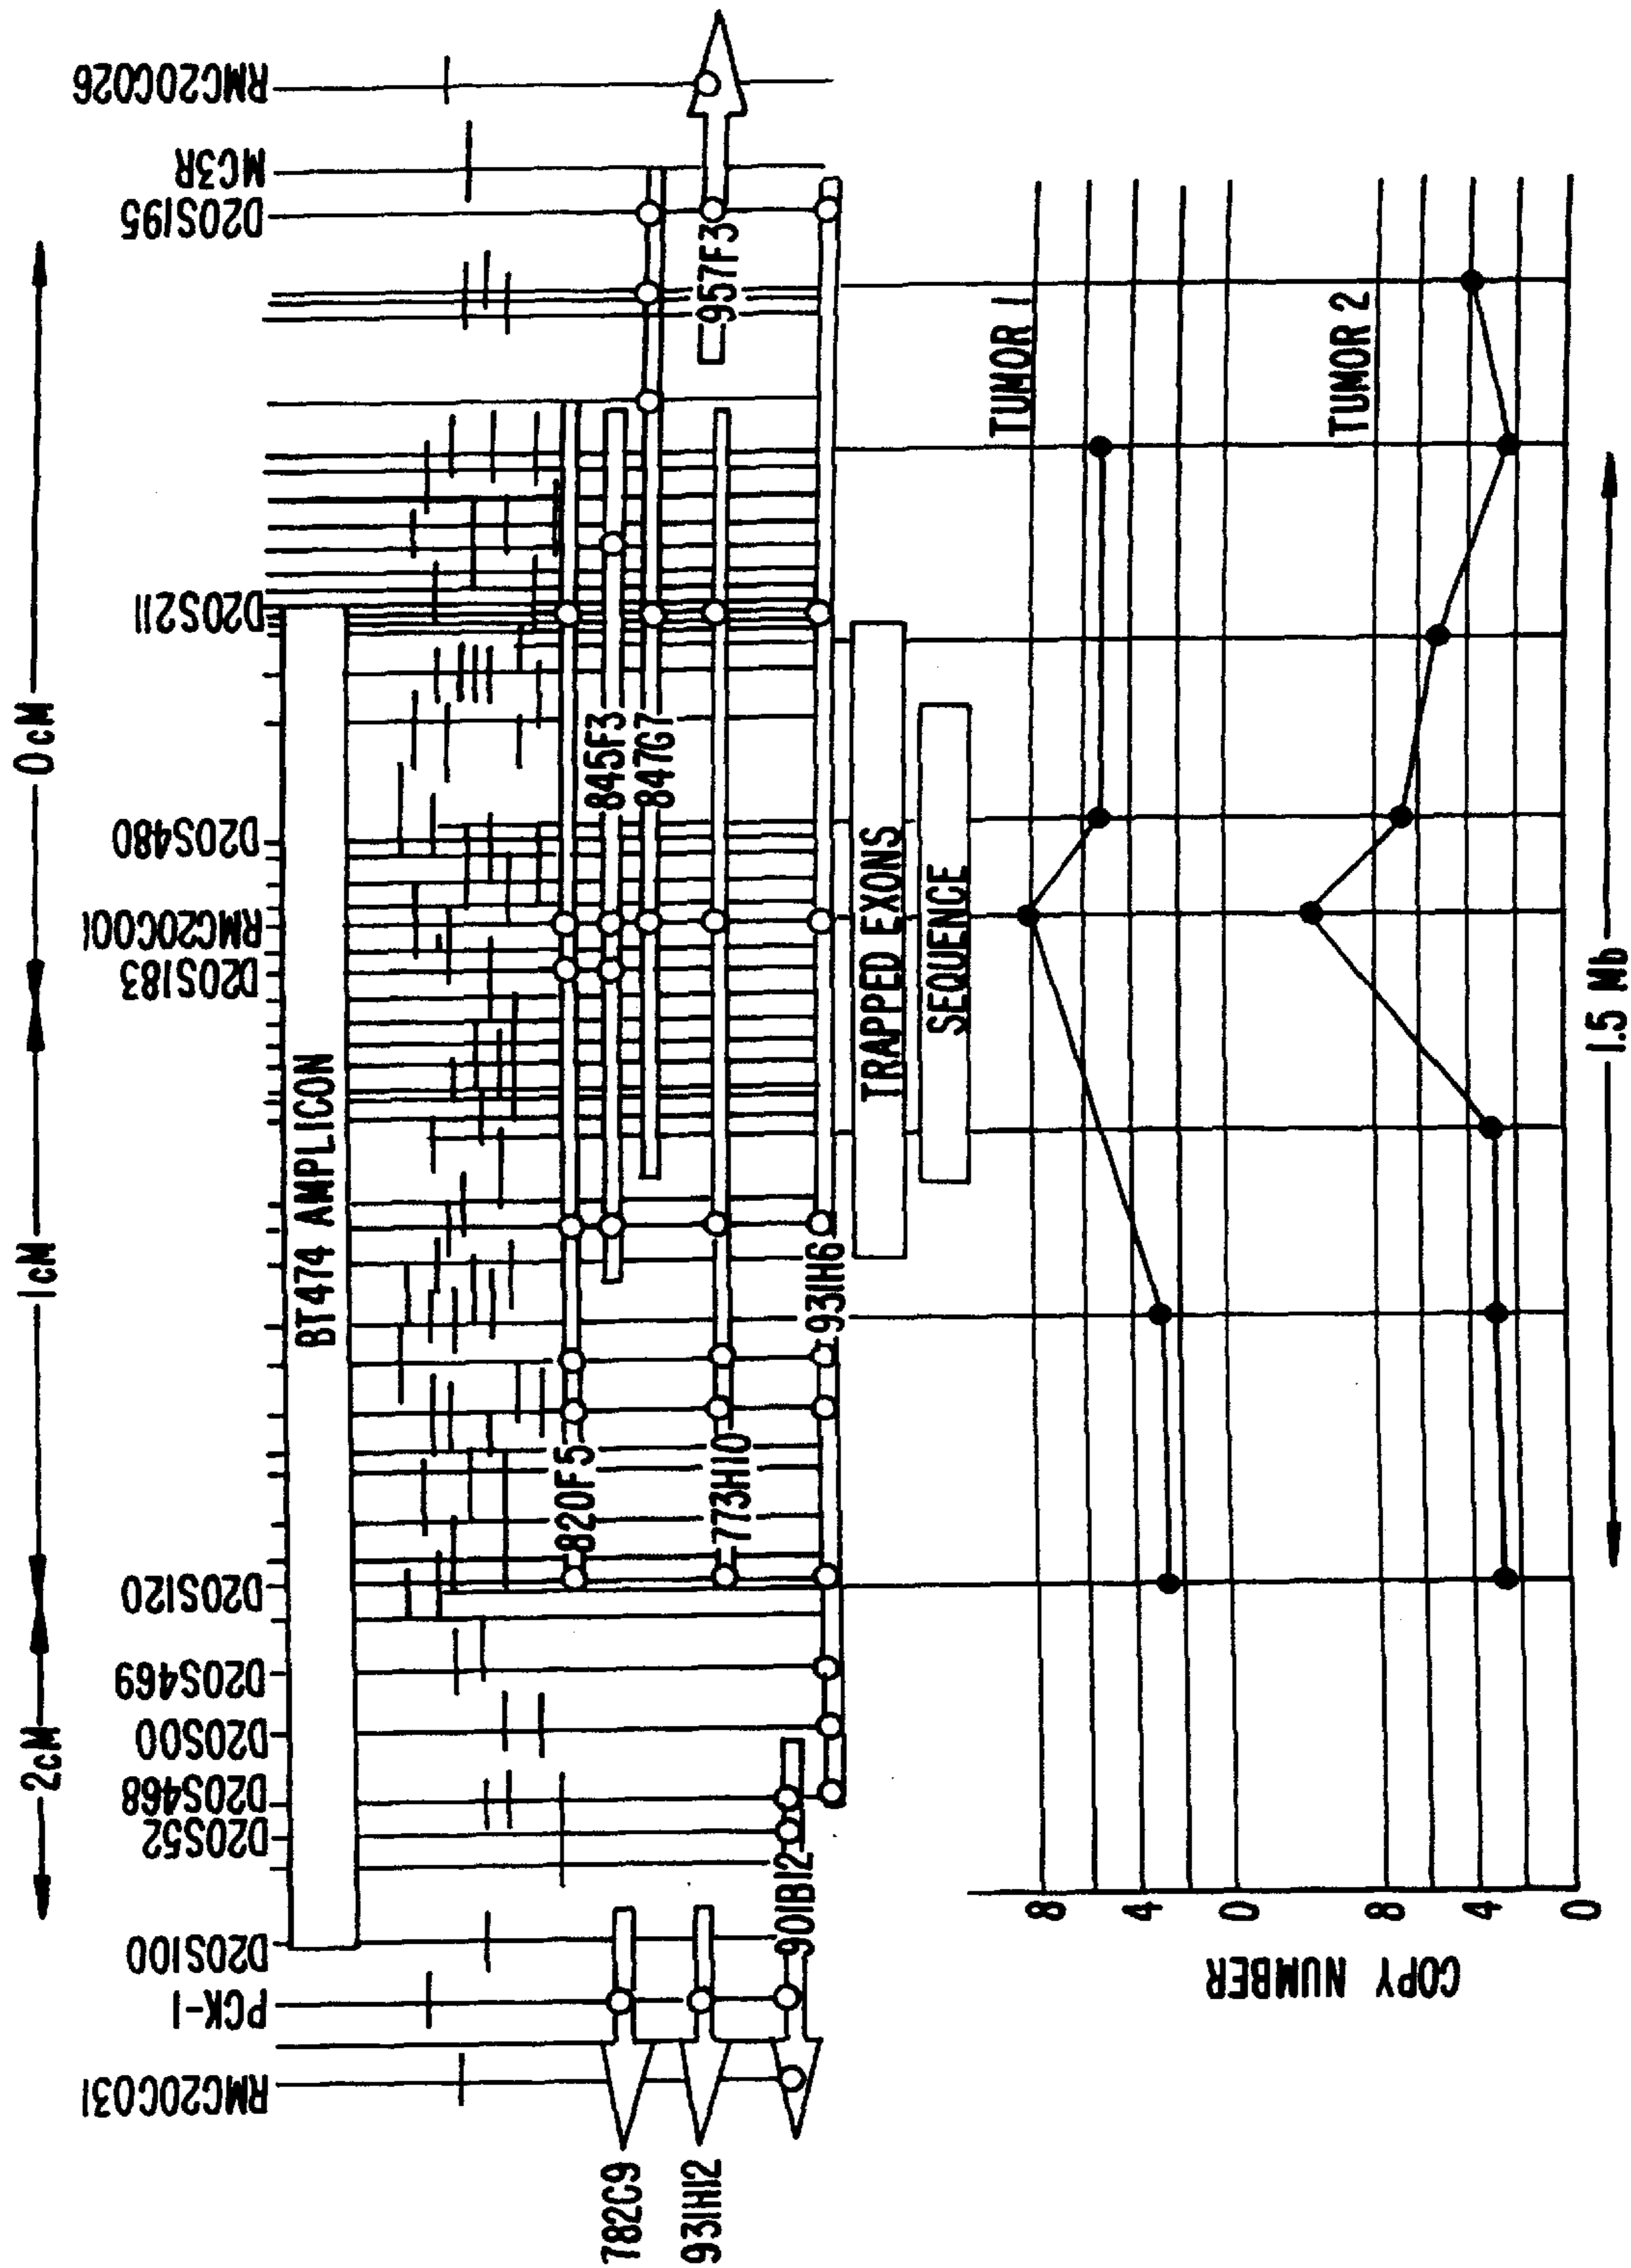 2cM
1cM
0cM
RMC20C031
PCK-1
D20S100
D20S52
D20S468
D20S00
D20S469
D20S120
D20S183
RMC20C001
D20S480
D20S211
D20S195
MC3R
RMC20C026
BT474 AMPLICON
820F5
782C9
845F3
847G7
931H12
773H10
957F3
901B12
931H6
TRAPPED EXONS
SEQUENCE
COPY NUMBER
8
4
0
TUMOR 1
8
4
0
TUMOR 2
1.5 Mb